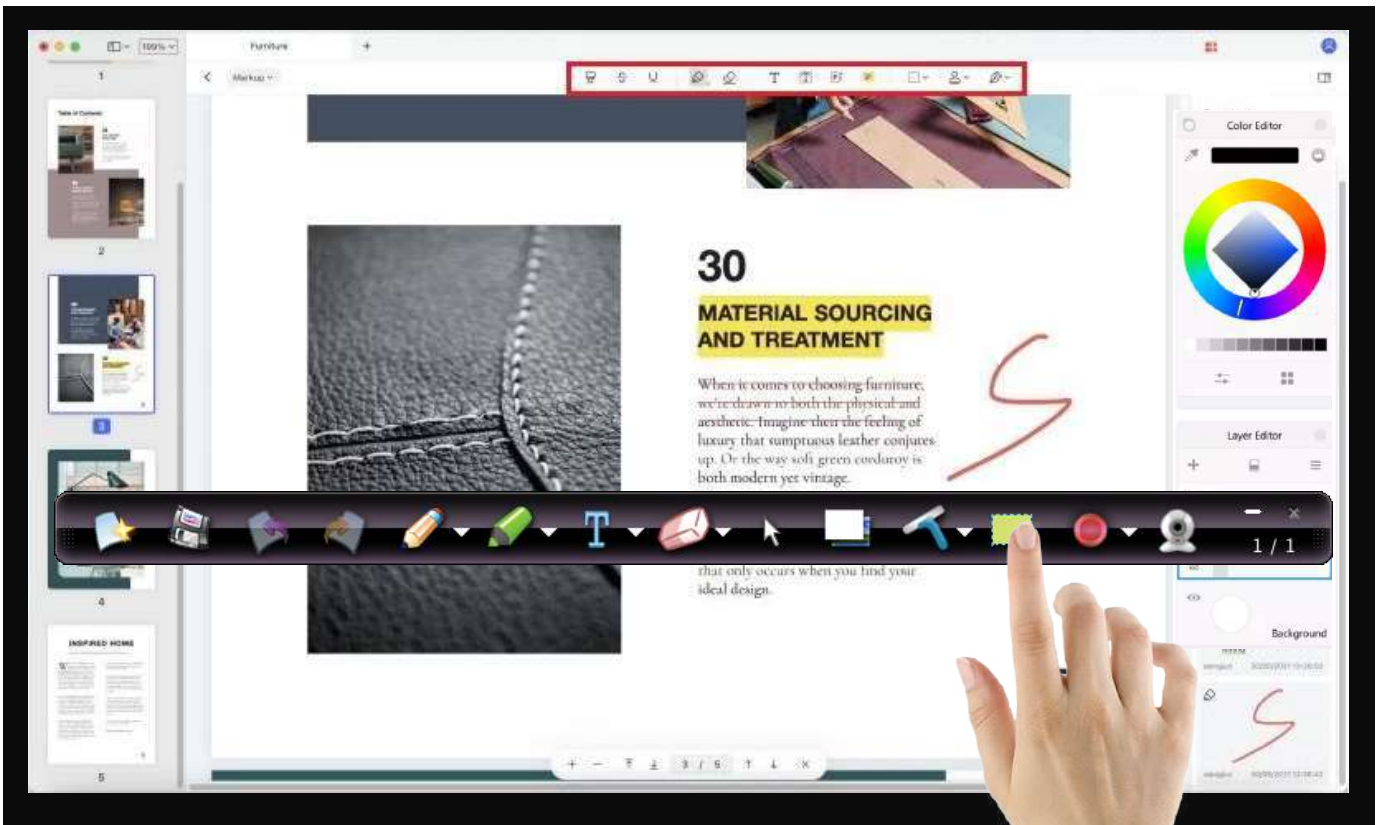 100%
Furniture
+
Markup
T
Color Editor
1
Table of Contents
2
3
4
INSPIRED HOME
5
30
MATERIAL SOURCING
AND TREATMENT
When it comes to choosing furniture,
we're drawn to both the physical and
aesthetic. Imagine then the feeling of
luxury that sumptuous leather conjures
up. Or the way soft green corduroy is
both modern yet vintage.
Layer Editor
T
1 / 1
that only occurs when you find your
ideal design.
Background
3 / 5